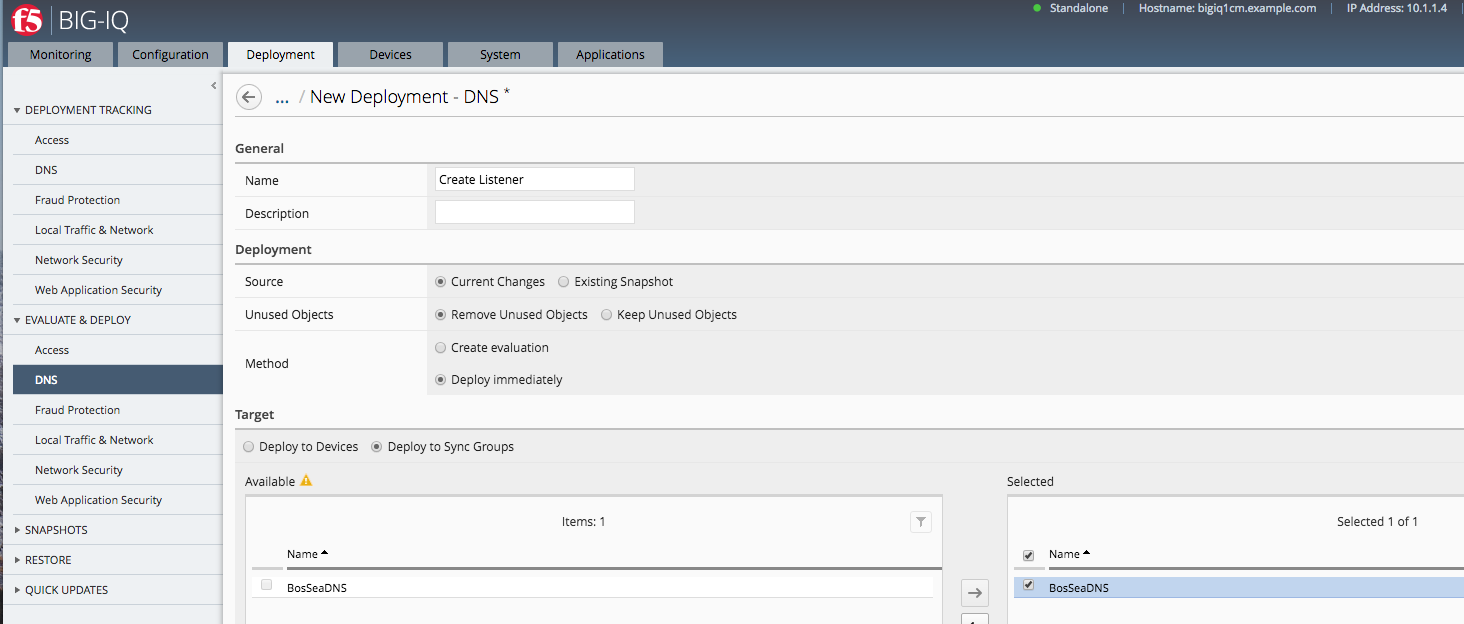 f5 BIG-IQ
Standalone Hostname: bigiq1cm.example.com IP Address: 10.1.1.4
Monitoring Configuration Deployment Devices System Applications
... / New Deployment - DNS *
DEPLOYMENT TRACKING
Access
DNS
Fraud Protection
Local Traffic & Network
Network Security
Web Application Security
EVALUATE & DEPLOY
Access
DNS
Fraud Protection
Local Traffic & Network
Network Security
Web Application Security
SNAPSHOTS
RESTORE
QUICK UPDATES
General
Name Create Listener
Description
Deployment
Source Current Changes Existing Snapshot
Unused Objects Remove Unused Objects Keep Unused Objects
Method
Create evaluation
Deploy immediately
Target
Deploy to Devices Deploy to Sync Groups
Available
Items: 1
Name
BosSeaDNS
Selected
Selected 1 of 1
Name
BosSeaDNS